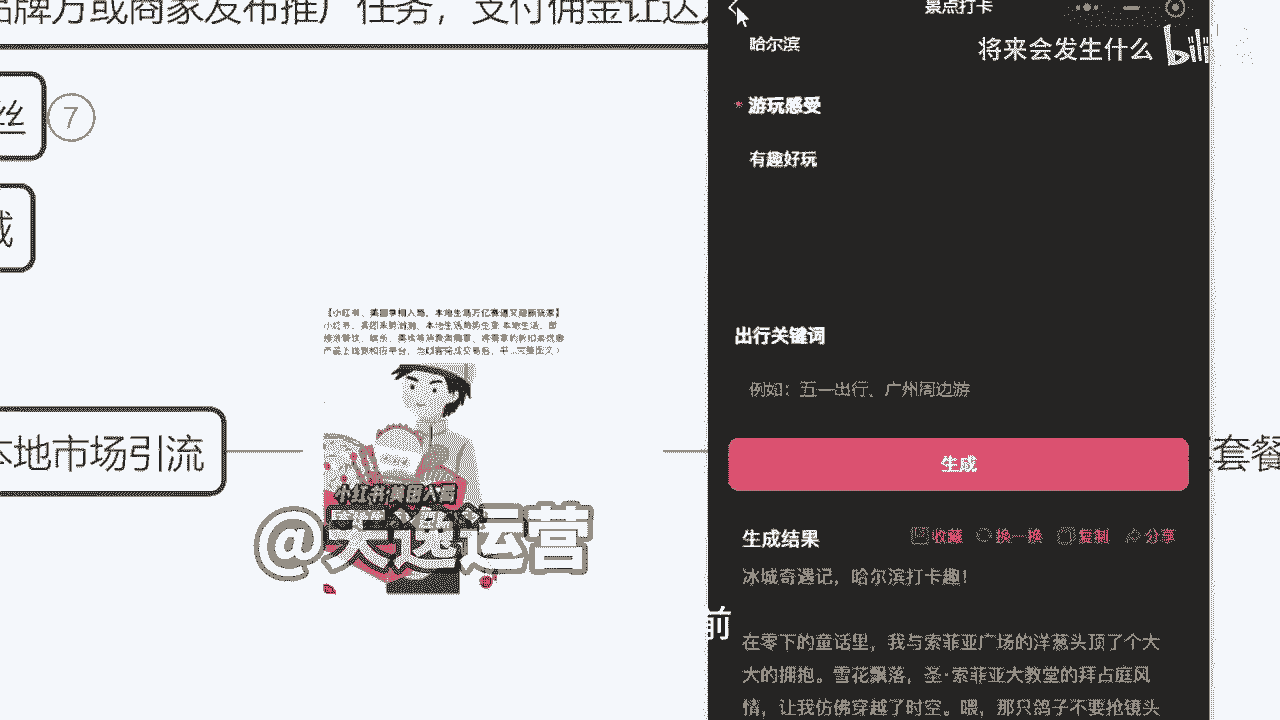 品牌方或商家发布推广任务，支付佣金让达
丝
7
成
本地市场引流
【小红书、美团争相入局，本地生活万亿赛道又迎新玩家】
小红书美团入局
@天逸运营
前
套餐
景点打卡
将来会发生什么
bili
哈尔滨
* 游玩感受
有趣好玩
出行关键词
例如：五一出行、广州周边游
生成
生成结果
收藏 换一换 复制 分享
冰城奇遇记，哈尔滨打卡趣！
在零下的童话里，我与索菲亚广场的洋葱头顶了个大
大的拥抱。雪花飘落，圣·索菲亚大教堂的拜占庭风
情，让我仿佛穿越了时空。喂，那只鸽子不要抢镜头